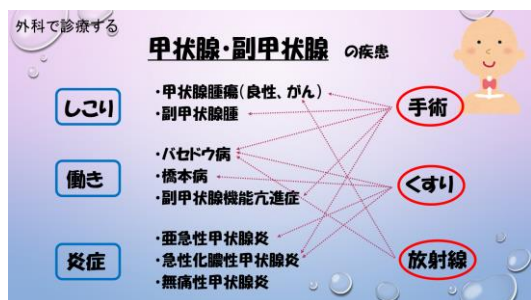 外科で診療する
甲状腺・副甲状腺 の疾患
しこり
・甲状腺腫瘍(良性、がん)
・副甲状腺腫
手術
働き
・バセドウ病
・橋本病
・副甲状腺機能亢進症
くすり
炎症
・亜急性甲状腺炎
・急性化膿性甲状腺炎
・無痛性甲状腺炎
放射線